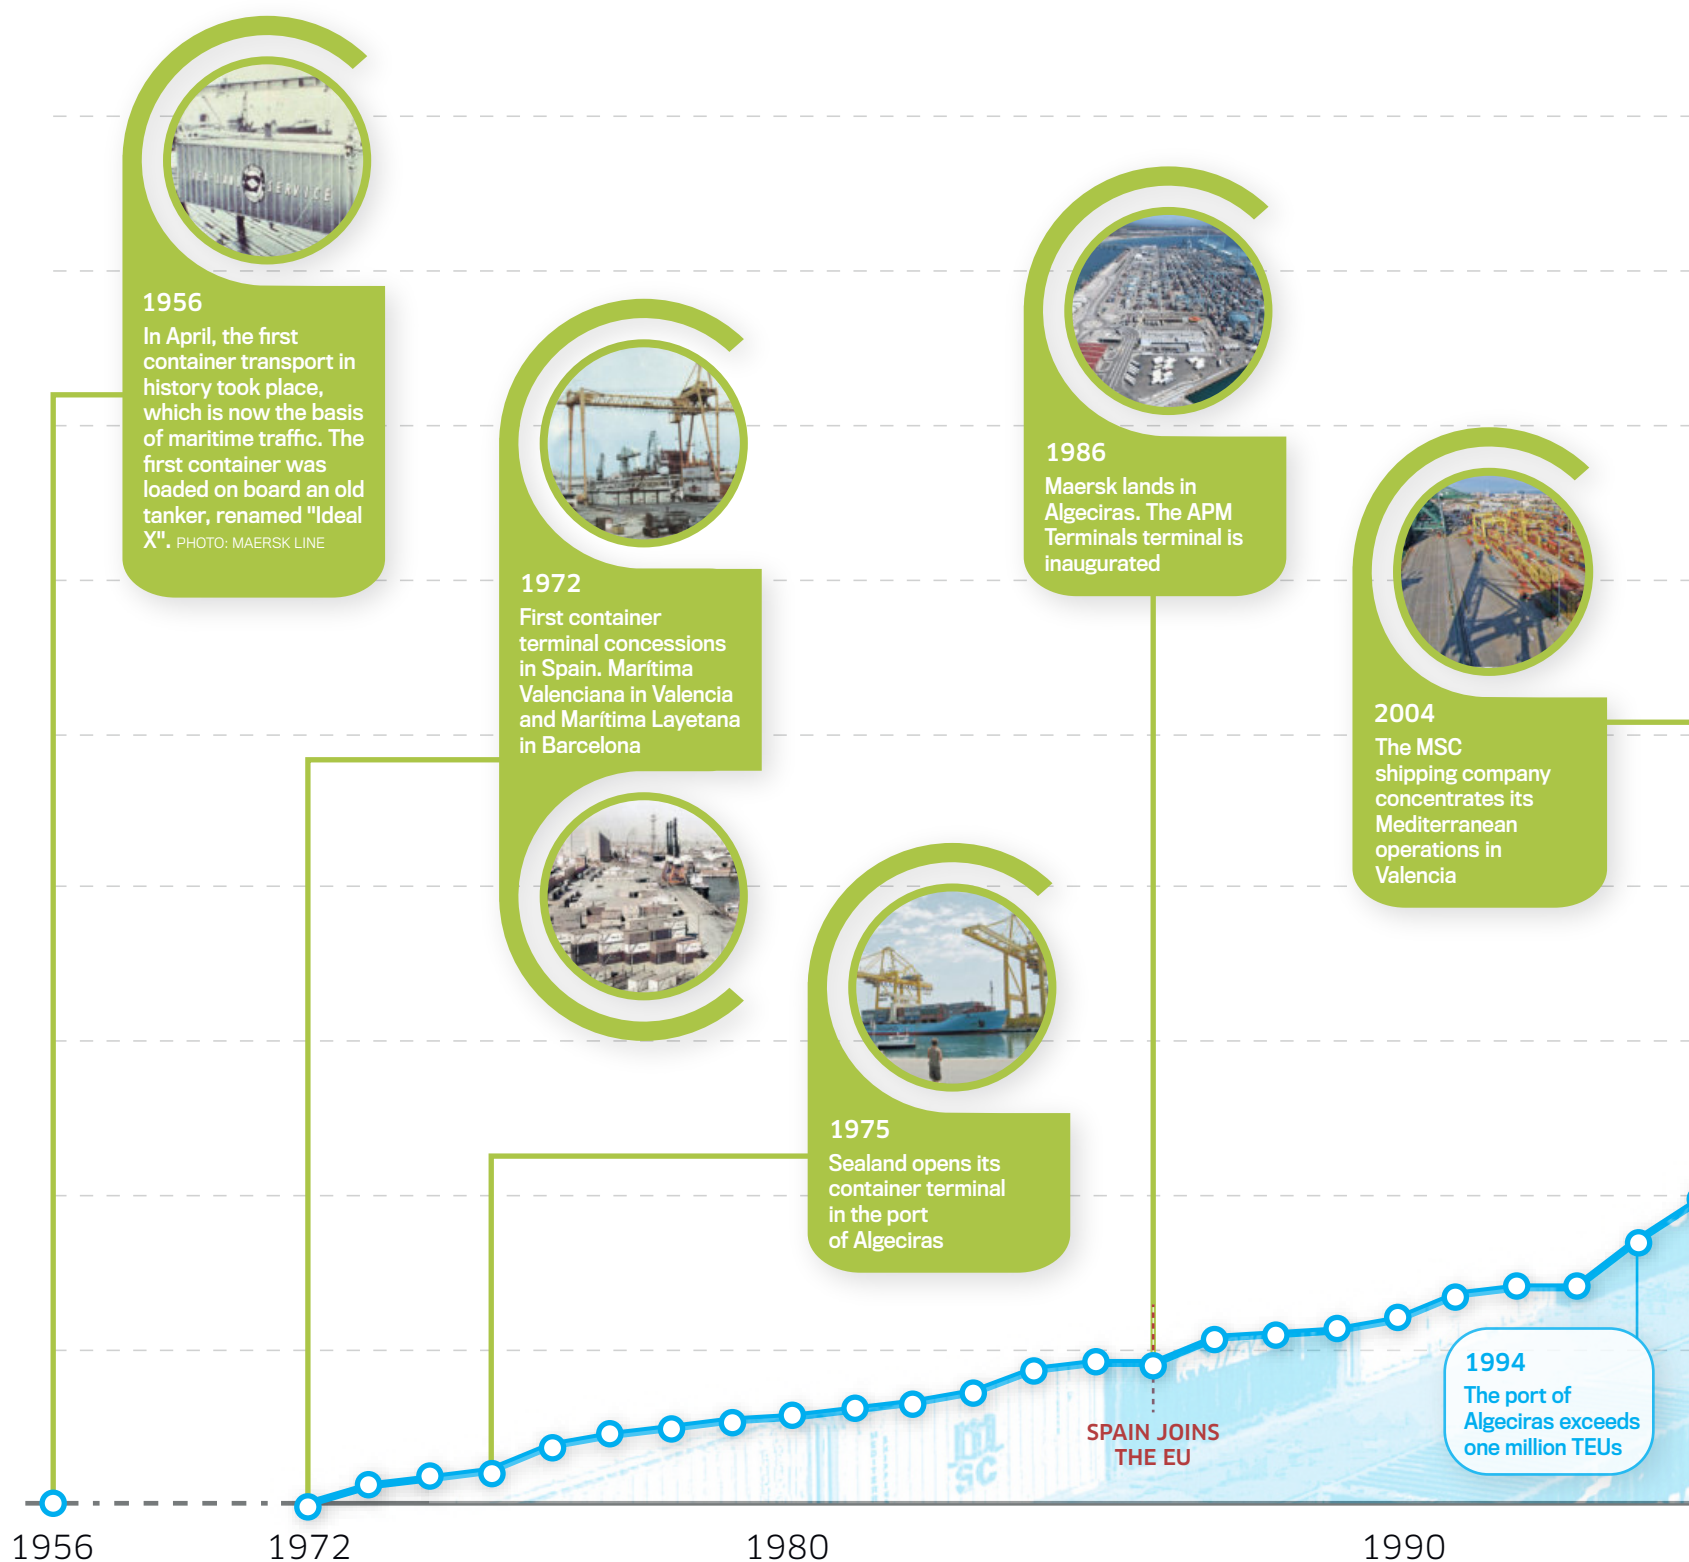 SEA-LAND SERVICE
1956
In April, the first
container transport in
history took place,
which is now the basis
of maritime traffic. The
first container was
loaded on board an old
tanker, renamed "Ideal
X". PHOTO: MAERSK LINE
1972
First container
terminal concessions
in Spain. Marítima
Valenciana in Valencia
and Marítima Layetana
in Barcelona
1975
Sealand opens its
container terminal
in the port
of Algeciras
1986
Maersk lands in
Algeciras. The APM
Terminals terminal is
inaugurated
2004
The MSC
shipping company
concentrates its
Mediterranean
operations in
Valencia
SPAIN JOINS
THE EU
1994
The port of
Algeciras exceeds
one million TEUs
m
SC
1956
1972
1980
1990